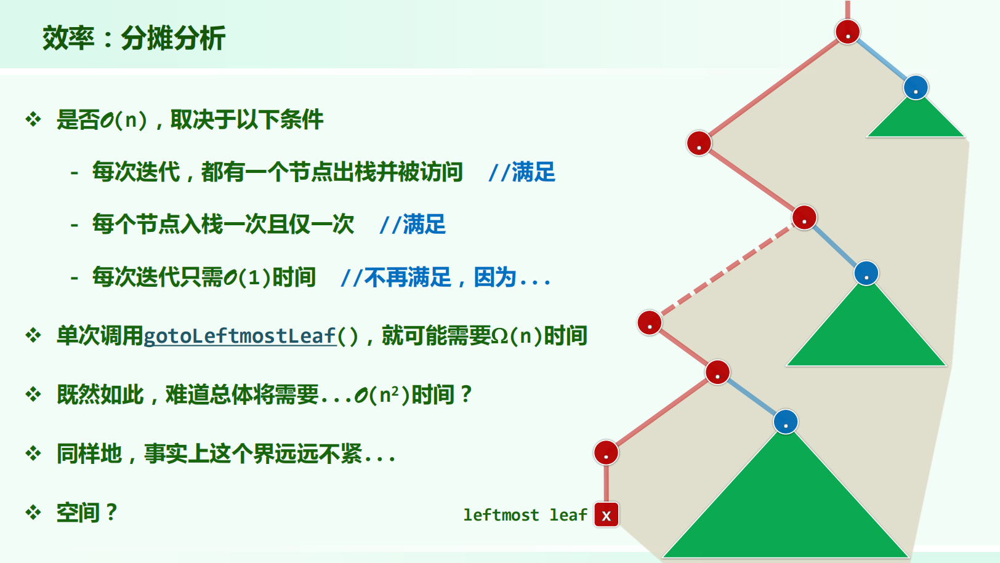 效率：分摊分析
❖ 是否𝒪(n)，取决于以下条件
- 每次迭代，都有一个节点出栈并被访问 //满足
- 每个节点入栈一次且仅一次 //满足
- 每次迭代只需𝒪(1)时间 //不再满足，因为...
❖ 单次调用gotoLeftmostLeaf()，就可能需要Ω(n)时间
❖ 既然如此，难道总体将需要...𝒪(n²)时间？
❖ 同样地，事实上这个界远远不紧...
❖ 空间？
leftmost leaf x